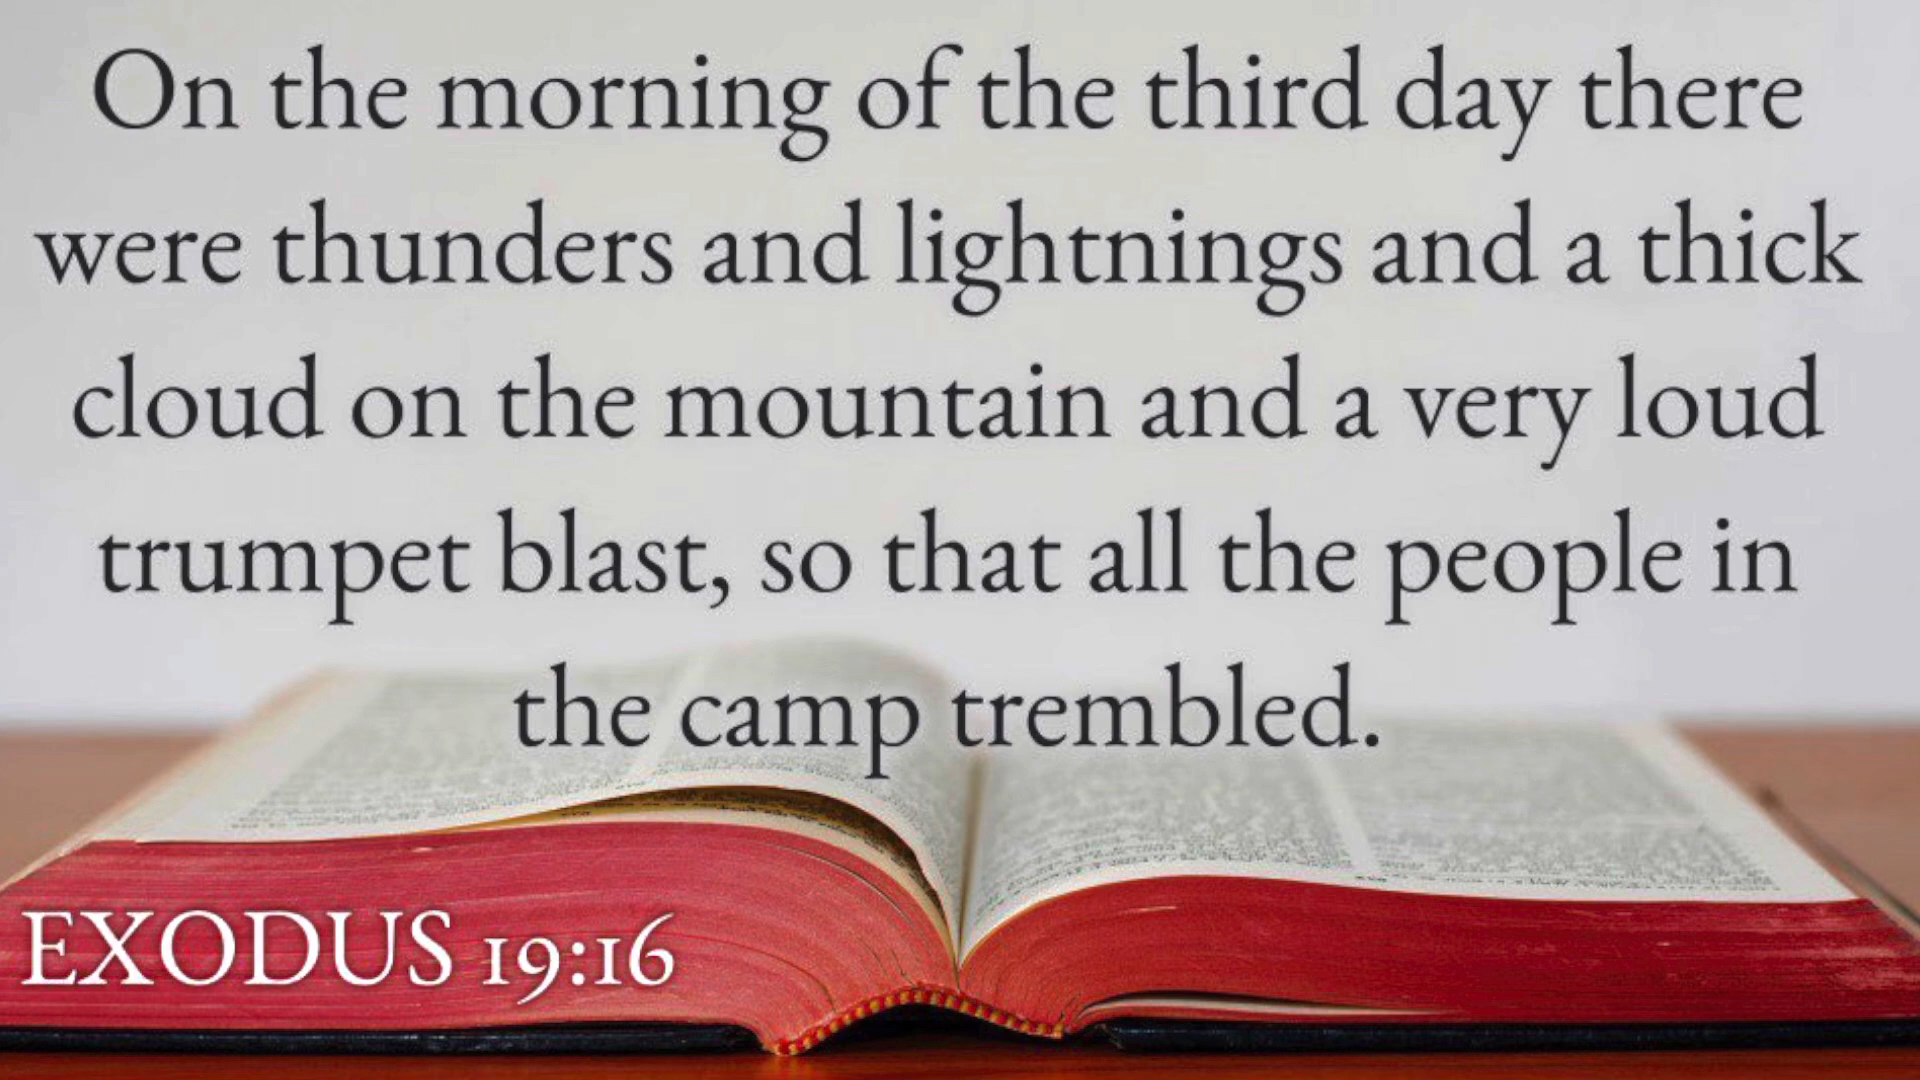 On the morning of the third day there
were thunders and lightnings and a thick
cloud on the mountain and a very loud
trumpet blast, so that all the people in
the camp trembled.
EXODUS 19:16